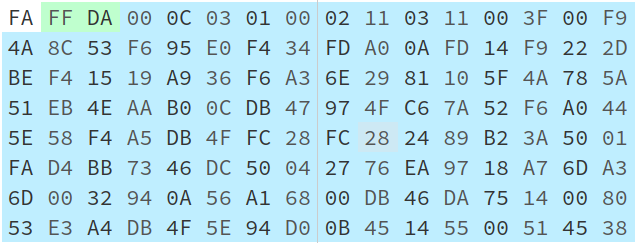 FA FF DA 00 0C 03 01 00 02 11 03 11 00 3F 00 F9
4A 8C 53 F6 95 E0 F4 34 FD A0 0A FD 14 F9 22 2D
BE F4 15 19 A9 36 F6 A3 6E 29 81 10 5F 4A 78 5A
51 EB 4E AA B0 0C DB 47 97 4F C6 7A 52 F6 A0 44
5E 58 F4 A5 DB 4F FC 28 FC 28 24 89 B2 3A 50 01
FA D4 BB 73 46 DC 50 04 27 76 EA 97 18 A7 6D A3
6D 00 32 94 0A 56 A1 68 00 DB 46 DA 75 14 00 80
53 E3 A4 DB 4F 5E 94 D0 0B 45 14 55 00 51 45 38